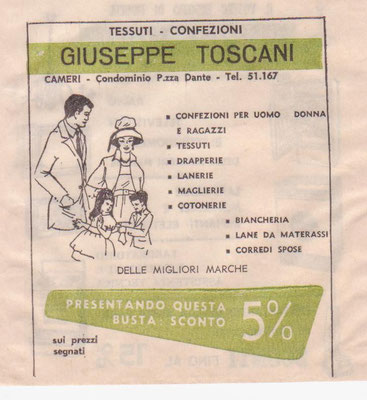 TESSUTI - CONFEZIONI
GIUSEPPE TOSCANI
CAMERI - Condominio P.zza Dante - Tel. 51.167
CONFEZIONI PER UOMO DONNA
E RAGAZZI
TESSUTI
DRAPPERIE
LANERIE
MAGLIERIE
COTONERIE
BIANCHERIA
LANE DA MATERASSI
CORREDI SPOSE
DELLE MIGLIORI MARCHE
PRESENTANDO QUESTA
BUSTA: SCONTO 5%
sui prezzi
segnati